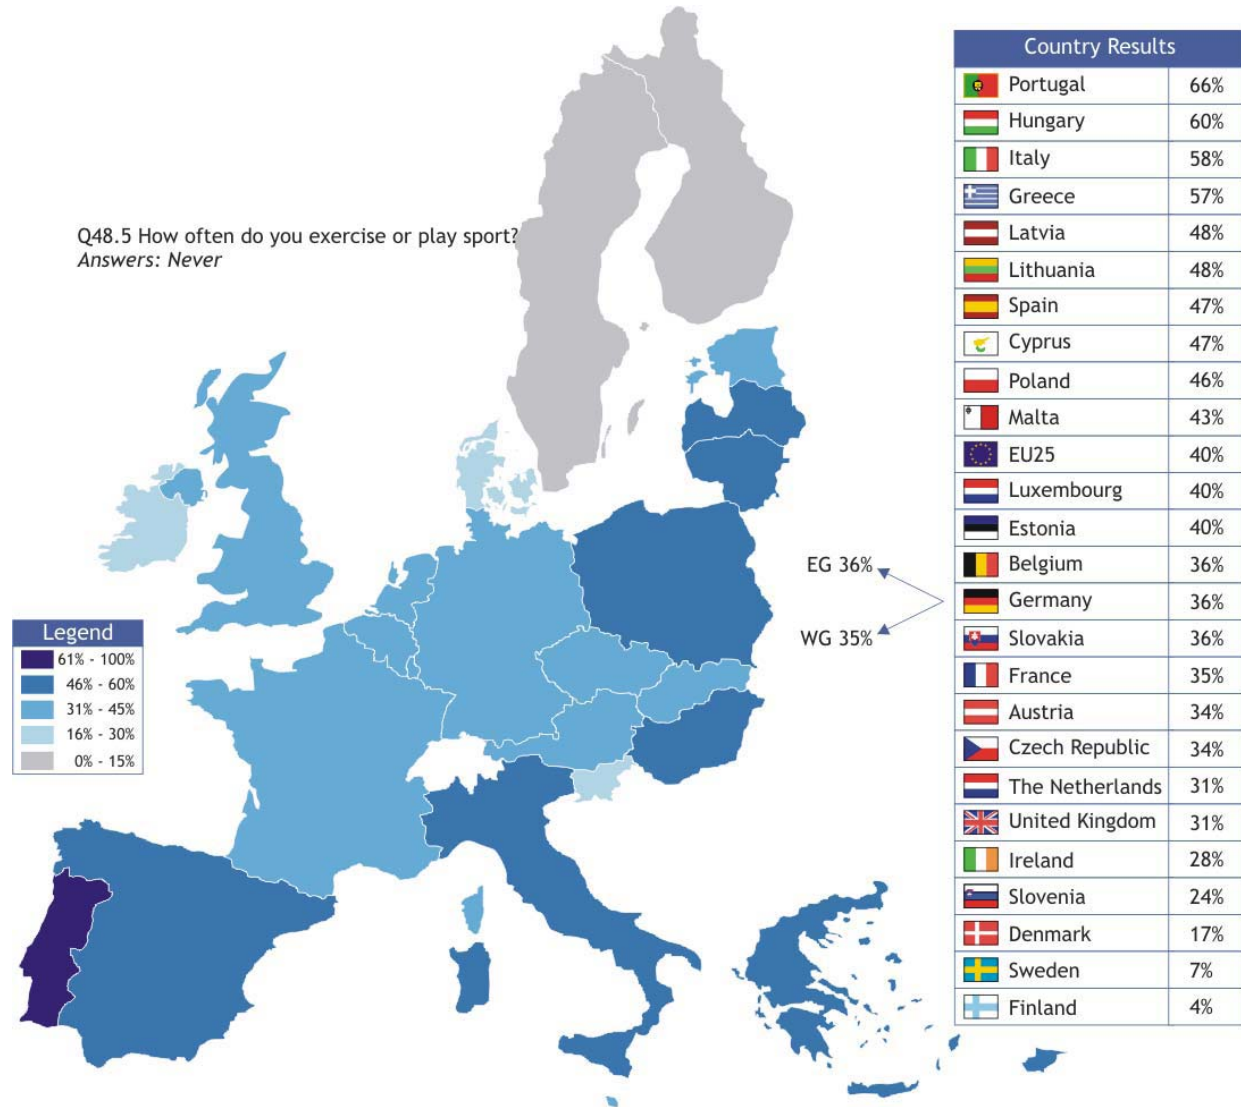 Q48.5 How often do you exercise or play sport?
Answers: Never
EG 36%
WG 35%
Legend
61% - 100%
46% - 60%
31% - 45%
16% - 30%
0% - 15%
Country Results
Portugal 66%
Hungary 60%
Italy 58%
Greece 57%
Latvia 48%
Lithuania 48%
Spain 47%
Cyprus 47%
Poland 46%
Malta 43%
EU25 40%
Luxembourg 40%
Estonia 40%
Belgium 36%
Germany 36%
Slovakia 36%
France 35%
Austria 34%
Czech Republic 34%
The Netherlands 31%
United Kingdom 31%
Ireland 28%
Slovenia 24%
Denmark 17%
Sweden 7%
Finland 4%